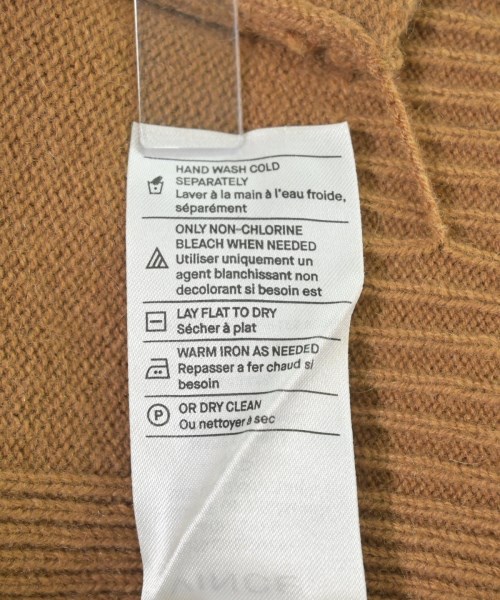 HAND WASH COLD
SEPARATELY
Laver à la main à l'eau froide,
séparément
ONLY NON-CHLORINE
BLEACH WHEN NEEDED
Utiliser uniquement un
agent blanchissant non
decolorant si besoin est
LAY FLAT TO DRY
Sécher à plat
WARM IRON AS NEEDED
Repasser a fer chaud si
besoin
P
OR DRY CLEAN
Ou nettoyer à sec